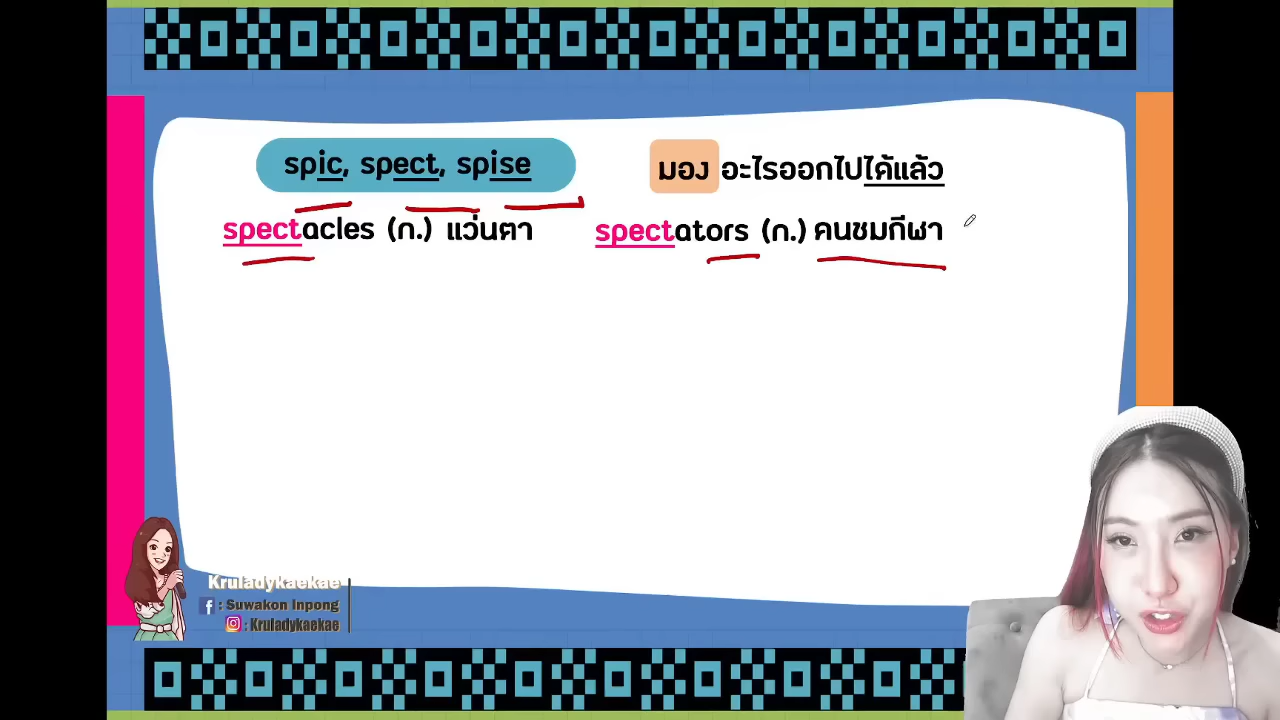 spic, spect, spise
มอง อะไรออกไปได้แล้ว
spectacles (ก.) แว่นตา
spectators (ก.) คนชมกีฬา
Kruladykaekae
f : Suwakon Inpong
: Kruladykaekae